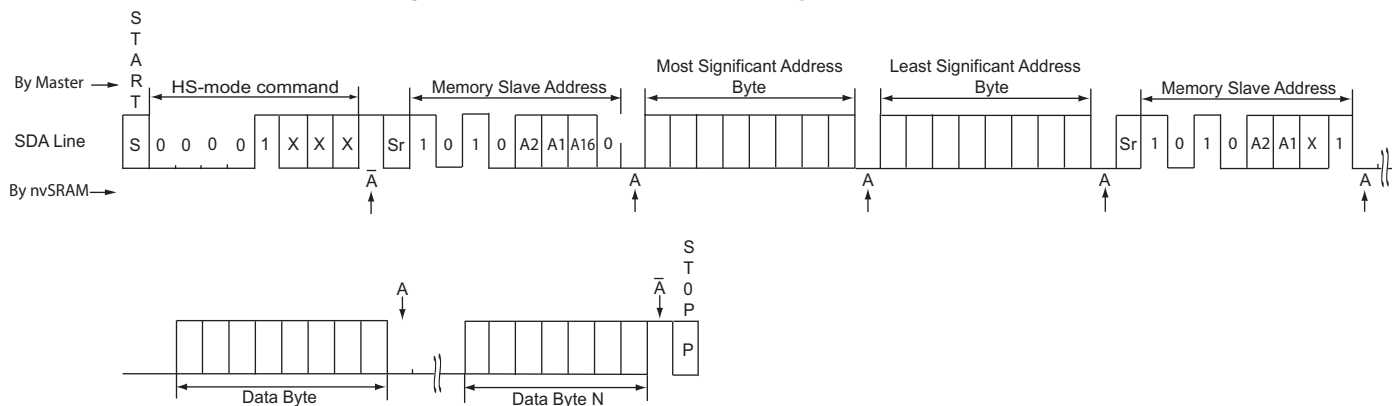 START
By Master
HS-mode command
Memory Slave Address
Most Significant Address
Byte
Least Significant Address
Byte
Memory Slave Address
SDA Line
S 0 0 0 0 1 X X X Sr 1 0 1 0 A2 A1 A16 0 Sr 1 0 1 0 A2 A1 X 1
By nvSRAM
A̅ A A A A
A A̅ ST0P
P
Data Byte
Data Byte N